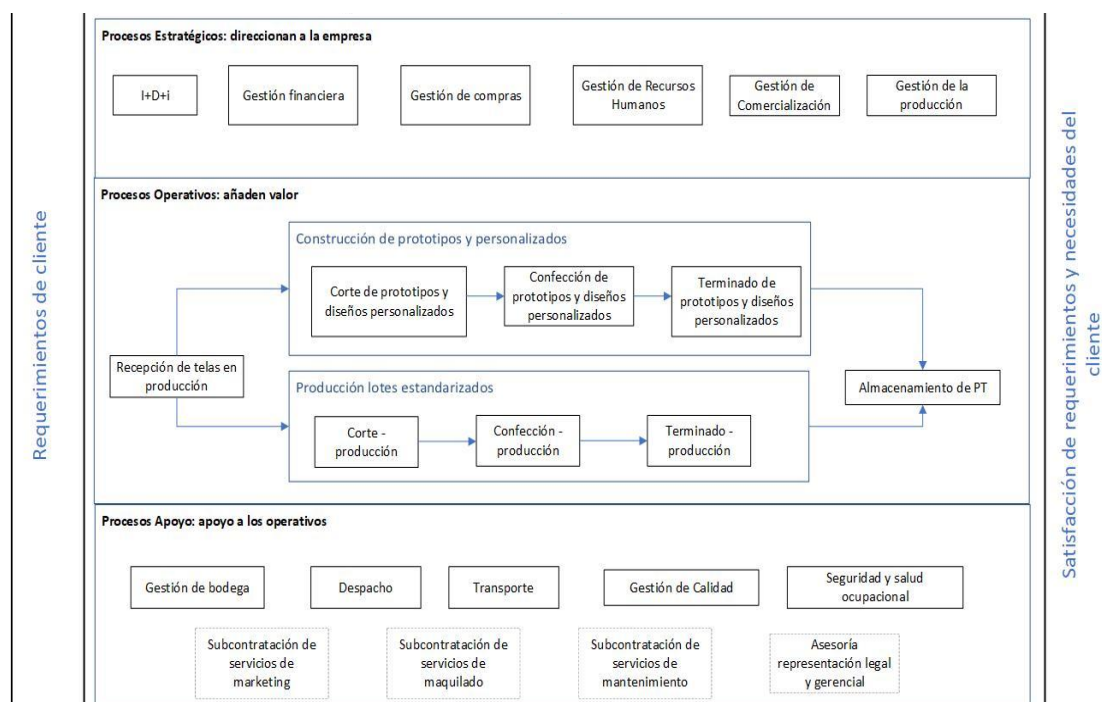 Requerimientos de cliente
Procesos Estratégicos: direccionan a la empresa
I+D+i
Gestión financiera
Gestión de compras
Gestión de Recursos
Humanos
Gestión de
Comercialización
Gestión de la
producción
Procesos Operativos: añaden valor
Recepción de telas en
producción
Construcción de prototipos y personalizados
Corte de prototipos y
diseños personalizados
Confección de
prototipos y diseños
personalizados
Terminado de
prototipos y diseños
personalizados
Producción lotes estandarizados
Corte -
producción
Confección -
producción
Terminado -
producción
Almacenamiento de PT
Procesos Apoyo: apoyo a los operativos
Gestión de bodega
Despacho
Transporte
Gestión de Calidad
Seguridad y salud
ocupacional
Subcontratación de
servicios de
marketing
Subcontratación de
servicios de
maquilado
Subcontratación de
servicios de
mantenimiento
Asesoría
representación legal
y gerencial
Satisfacción de requerimientos y necesidades del
cliente